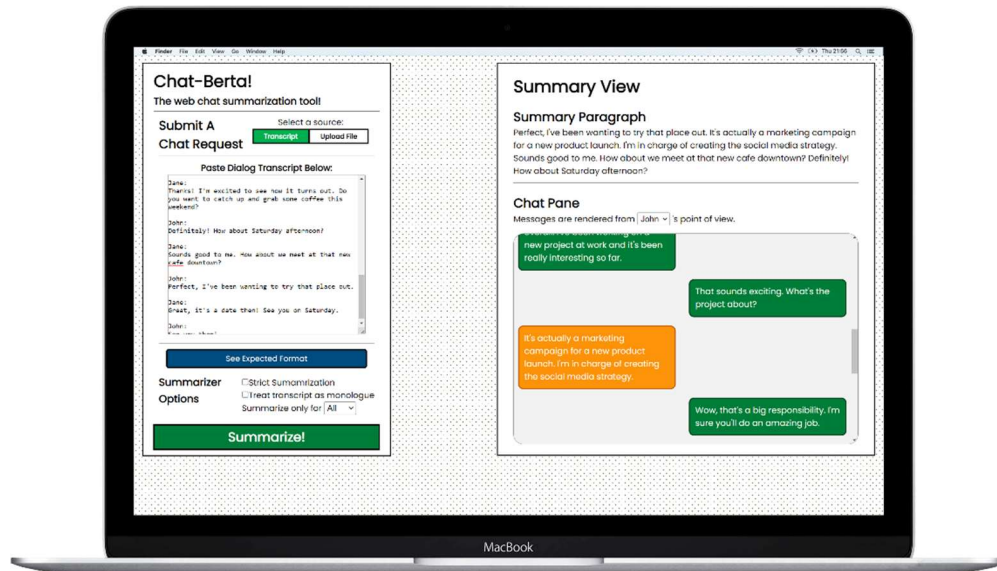 Finder File Edit View Go Window Help
Thu 21:06
Chat-Berta!
The web chat summarization tool!
Submit A
Chat Request
Select a source:
Transcript Upload File
Paste Dialog Transcript Below:
Jane:
Thanks! I'm excited to see how it turns out. Do
you want to catch up and grab some coffee this
weekend?
John:
Definitely! How about Saturday afternoon?
Jane:
Sounds good to me. How about we meet at that new
cafe downtown?
John:
Perfect, I've been wanting to try that place out.
Jane:
Great, it's a date then! See you on Saturday.
John:
See you then!
See Expected Format
Summarizer
Options
Strict Sumamrization
Treat transcript as monologue
Summarize only for All
Summarize!
Summary View
Summary Paragraph
Perfect, I've been wanting to try that place out. It's actually a marketing campaign
for a new product launch. I'm in charge of creating the social media strategy.
Sounds good to me. How about we meet at that new cafe downtown? Definitely!
How about Saturday afternoon?
Chat Pane
Messages are rendered from John 's point of view.
new project at work and it's been
really interesting so far.
That sounds exciting. What's the
project about?
It's actually a marketing
campaign for a new product
launch. I'm in charge of creating
the social media strategy.
Wow, that's a big responsibility. I'm
sure you'll do an amazing job.
MacBook